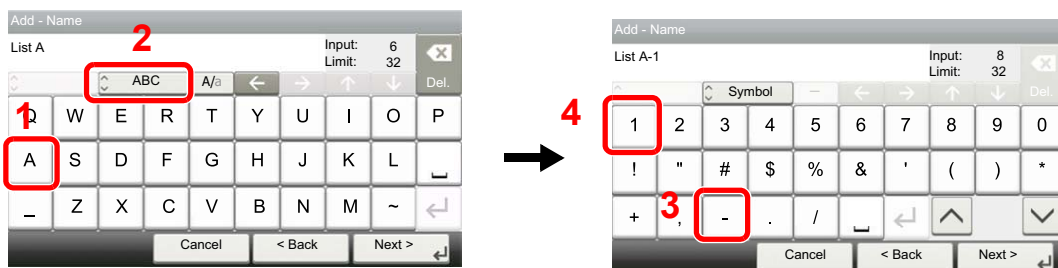 Add - Name
List A
Input: 6
Limit: 32
2
ABC
A/a
Del.
1
Q W E R T Y U I O P
A S D F G H J K L
_ Z X C V B N M ~
Cancel
< Back
Next >
Add - Name
List A-1
Input: 8
Limit: 32
Symbol
Del.
4
1 2 3 4 5 6 7 8 9 0
! " # $ % & ' ( ) *
3
+ , - . /
Cancel
< Back
Next >